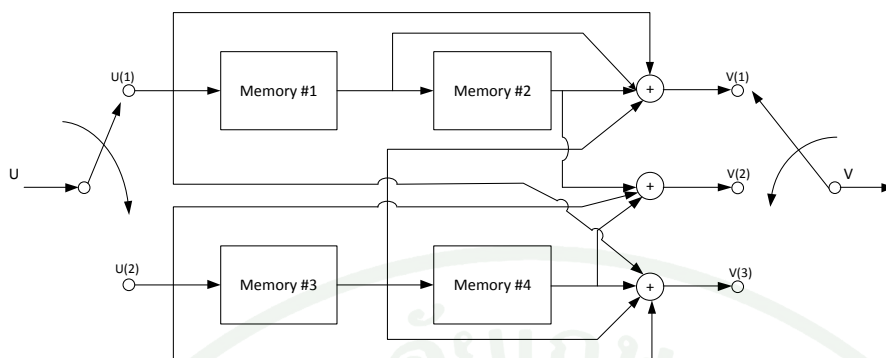 U(1)
Memory #1
Memory #2
+
V(1)
U
+
V(2)
V
U(2)
Memory #3
Memory #4
+
V(3)